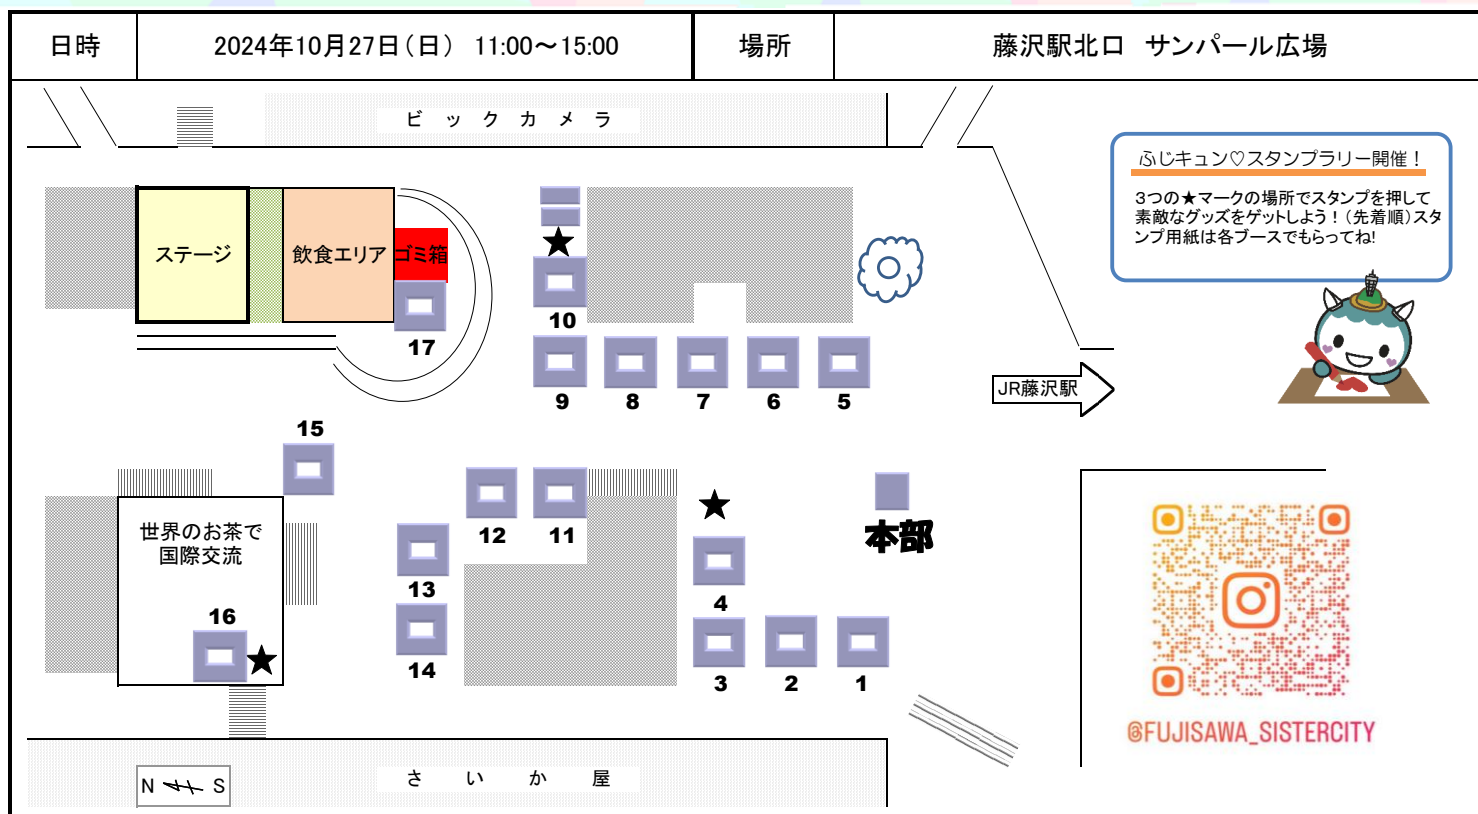 日時 2024年10月27日(日) 11:00～15:00 場所 藤沢駅北口 サンパール広場
ビックカメラ
ふじキュン♡スタンプラリー開催！
3つの★マークの場所でスタンプを押して
素敵なグッズをゲットしよう！(先着順)スタ
ンプ用紙は各ブースでもらってね!
ステージ
飲食エリア
ゴミ箱
10
17
9
8
7
6
5
JR藤沢駅
15
世界のお茶で
国際交流
12
11
本部
13
4
16
14
3
2
1
@FUJISAWA_SISTERCITY
N S
さいか屋